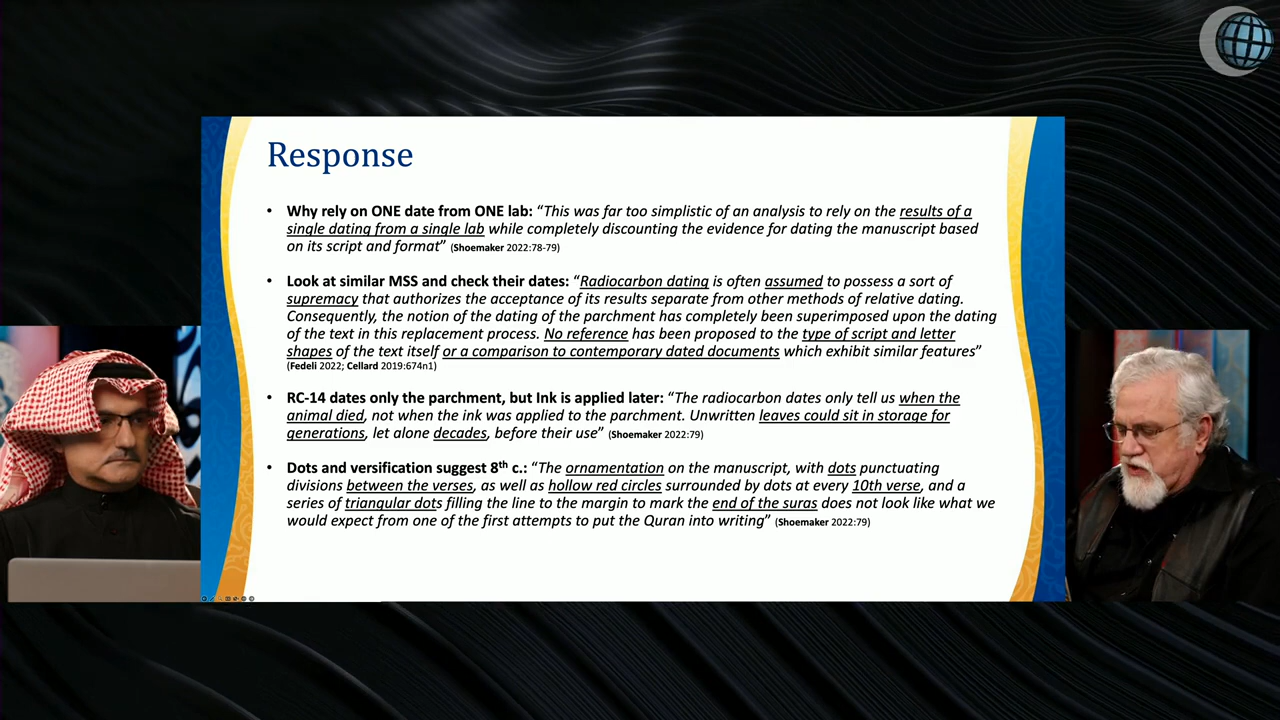 Response
• Why rely on ONE date from ONE lab: “This was far too simplistic of an analysis to rely on the results of a
single dating from a single lab while completely discounting the evidence for dating the manuscript based
on its script and format” (Shoemaker 2022:78-79)
• Look at similar MSS and check their dates: “Radiocarbon dating is often assumed to possess a sort of
supremacy that authorizes the acceptance of its results separate from other methods of relative dating.
Consequently, the notion of the dating of the parchment has completely been superimposed upon the dating
of the text in this replacement process. No reference has been proposed to the type of script and letter
shapes of the text itself or a comparison to contemporary dated documents which exhibit similar features”
(Fedeli 2022; Cellard 2019:674n1)
• RC-14 dates only the parchment, but Ink is applied later: “The radiocarbon dates only tell us when the
animal died, not when the ink was applied to the parchment. Unwritten leaves could sit in storage for
generations, let alone decades, before their use” (Shoemaker 2022:79)
• Dots and versification suggest 8th c.: “The ornamentation on the manuscript, with dots punctuating
divisions between the verses, as well as hollow red circles surrounded by dots at every 10th verse, and a
series of triangular dots filling the line to the margin to mark the end of the suras does not look like what we
would expect from one of the first attempts to put the Quran into writing” (Shoemaker 2022:79)